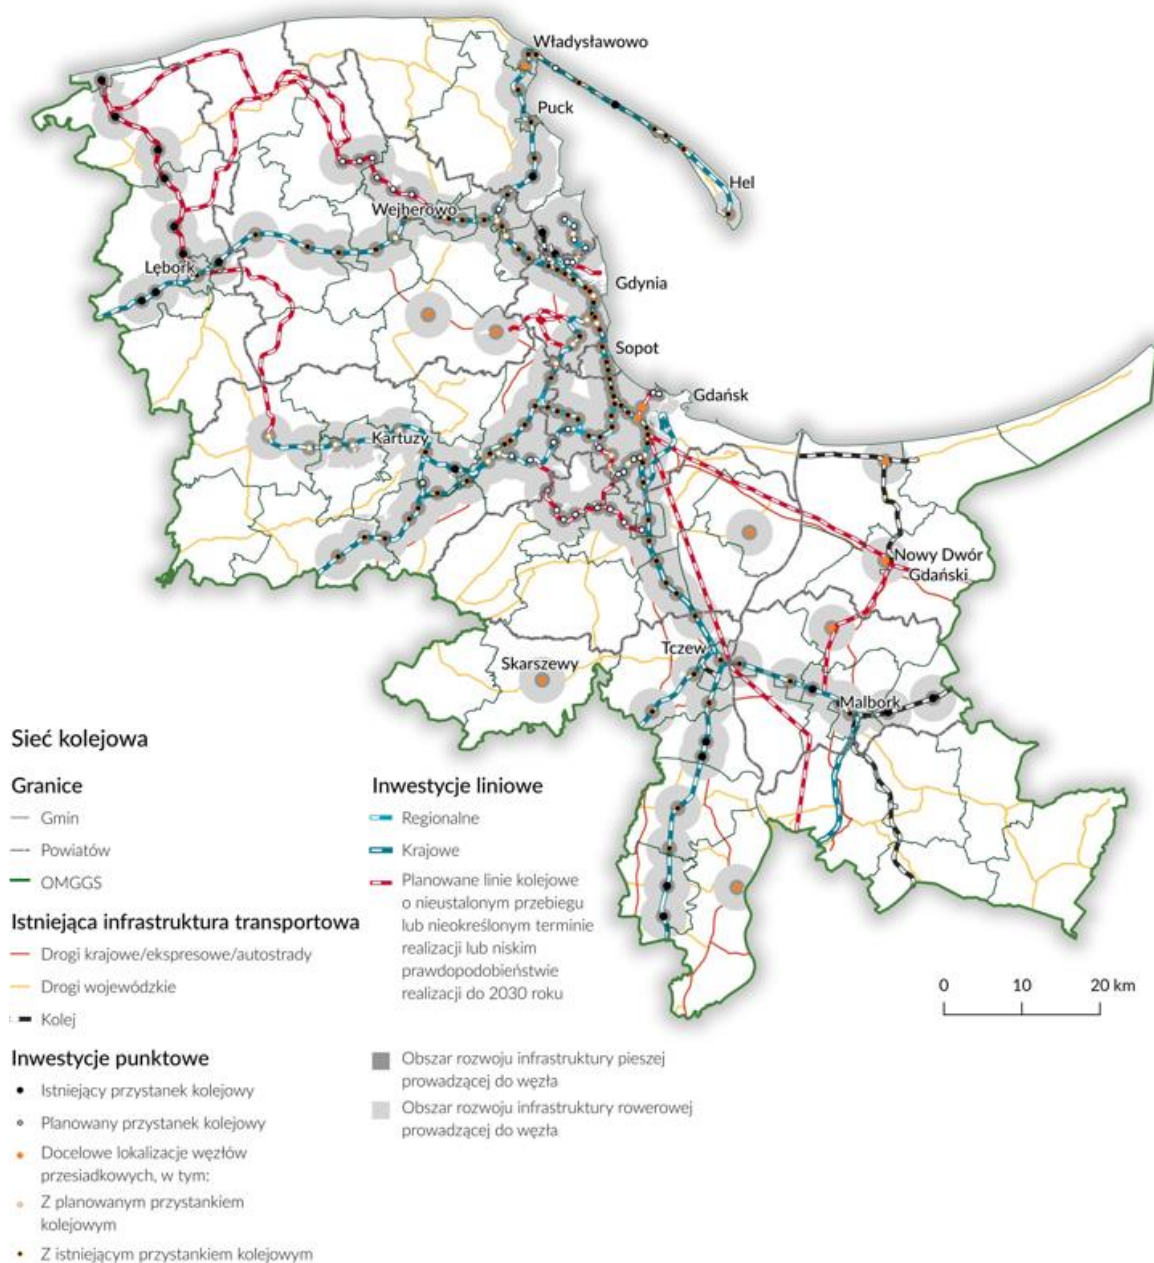 Władysławowo
Puck
Hel
Wejherowo
Lębork
Gdynia
Sopot
Gdańsk
Kartuzy
Nowy Dwór
Gdański
Tczew
Skarszewy
Malbork
Sieć kolejowa
Granice
Gmin
Powiatów
OMGGS
Istniejąca infrastruktura transportowa
Drogi krajowe/ekspresowe/autostrady
Drogi wojewódzkie
Kolej
Inwestycje punktowe
Istniejący przystanek kolejowy
Planowany przystanek kolejowy
Docelowe lokalizacje węzłów
przesiadkowych, w tym:
Z planowanym przystankiem
kolejowym
Z istniejącym przystankiem kolejowym
Inwestycje liniowe
Regionalne
Krajowe
Planowane linie kolejowe
o nieustalonym przebiegu
lub nieokreślonym terminie
realizacji lub niskim
prawdopodobieństwie
realizacji do 2030 roku
Obszar rozwoju infrastruktury pieszej
prowadzącej do węzła
Obszar rozwoju infrastruktury rowerowej
prowadzącej do węzła
0 10 20 km